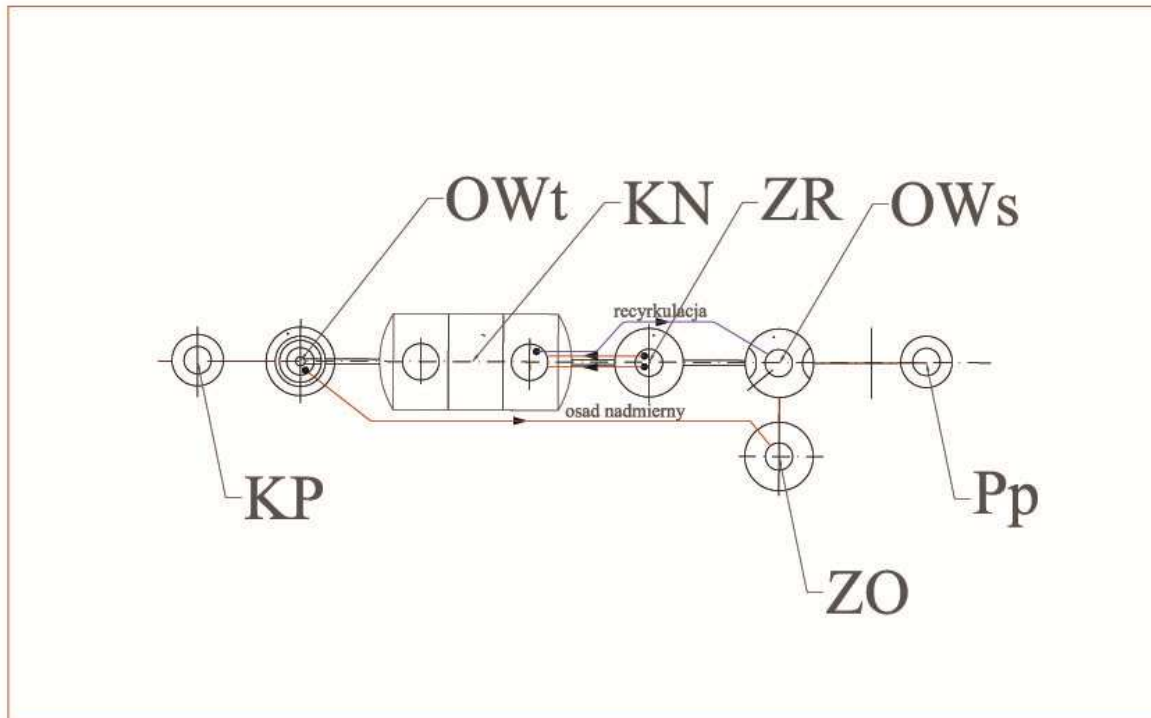 OWt
KN
ZR
OWs
recyrkulacja
osad nadmierny
KP
Pp
ZO